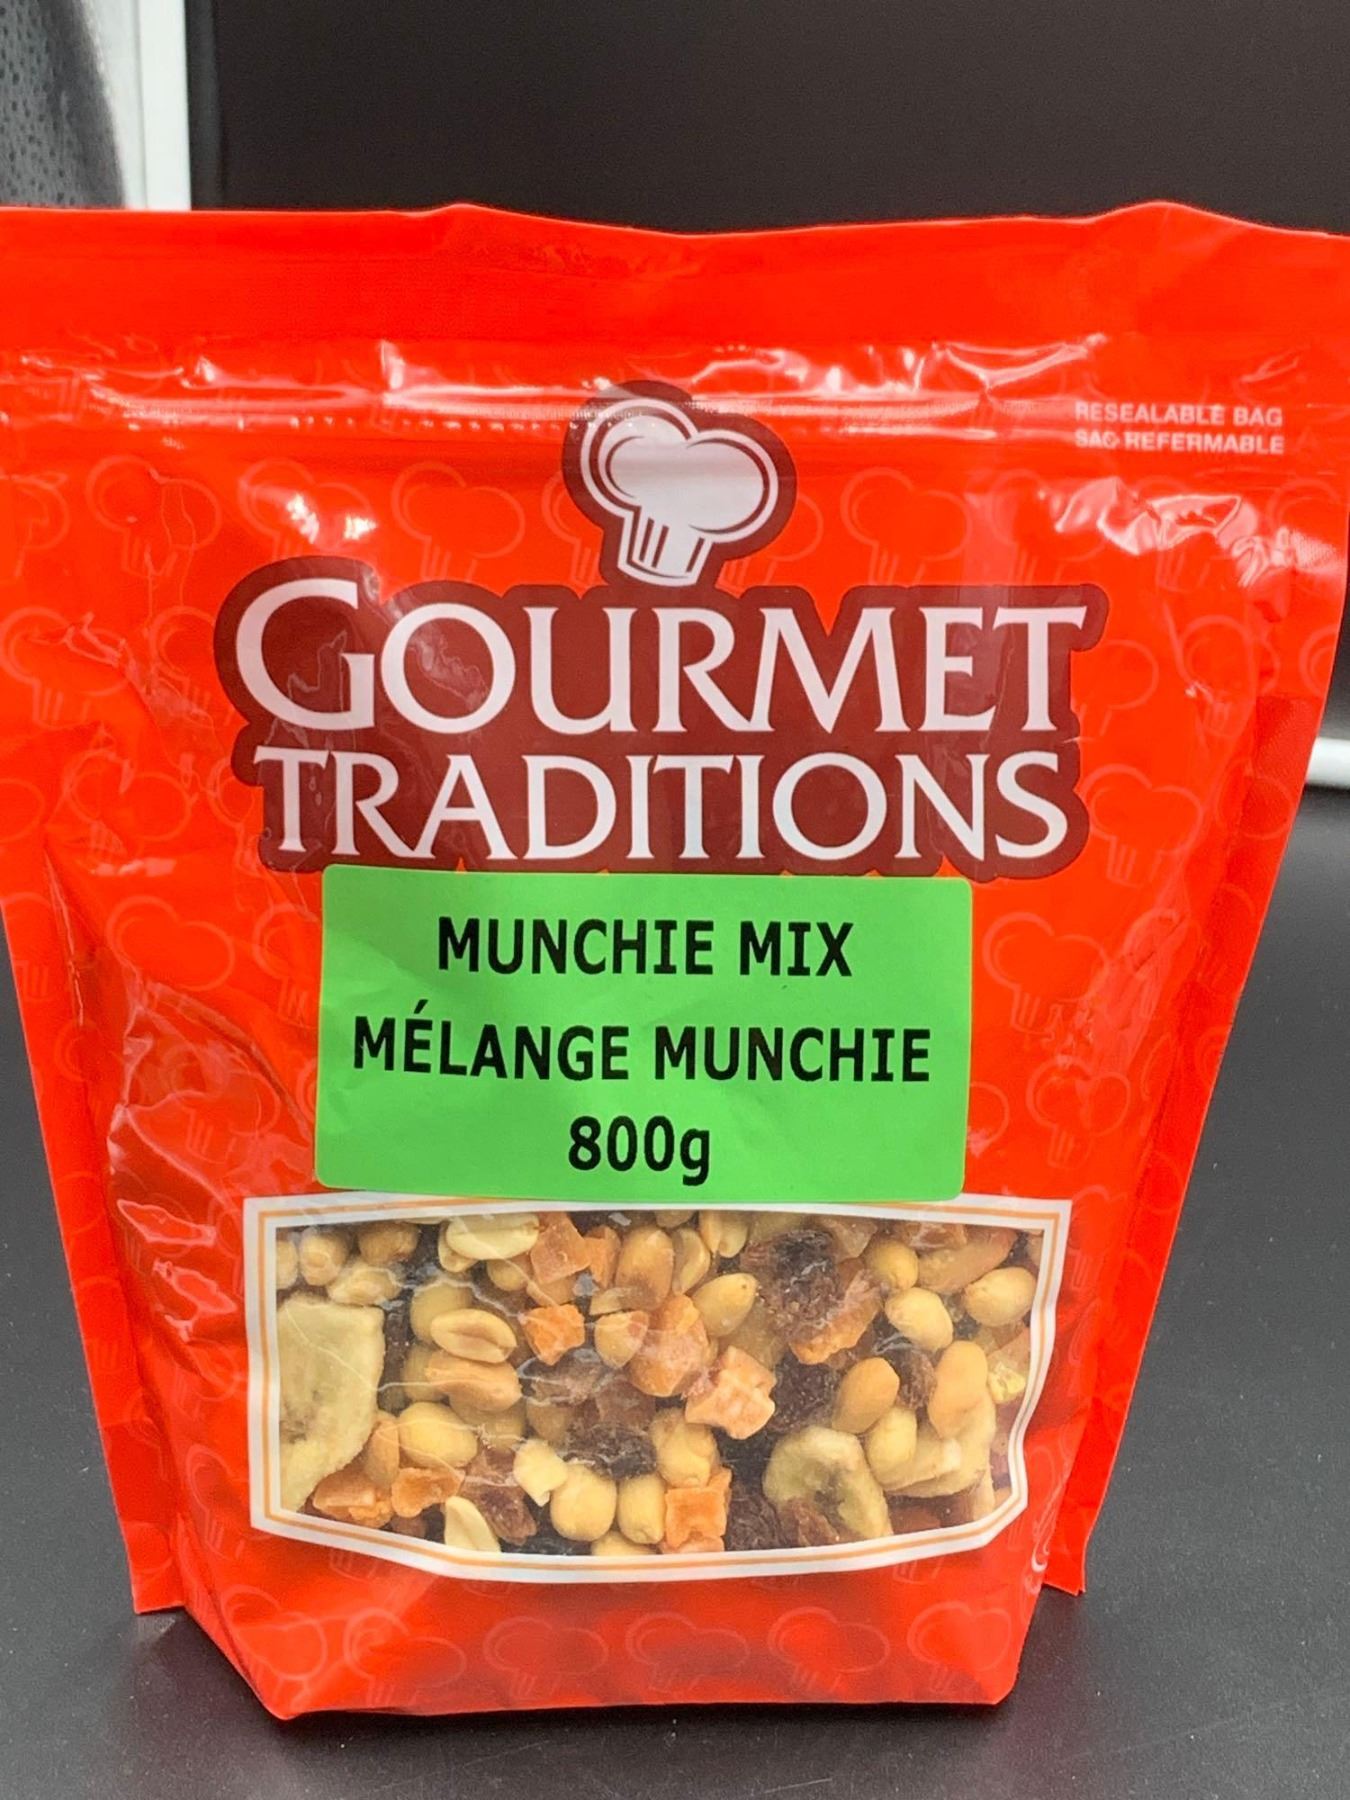 RESEALABLE BAG
SAC REFERMABLE
GOURMET
TRADITIONS
MUNCHIE MIX
MÉLANGE MUNCHIE
800g